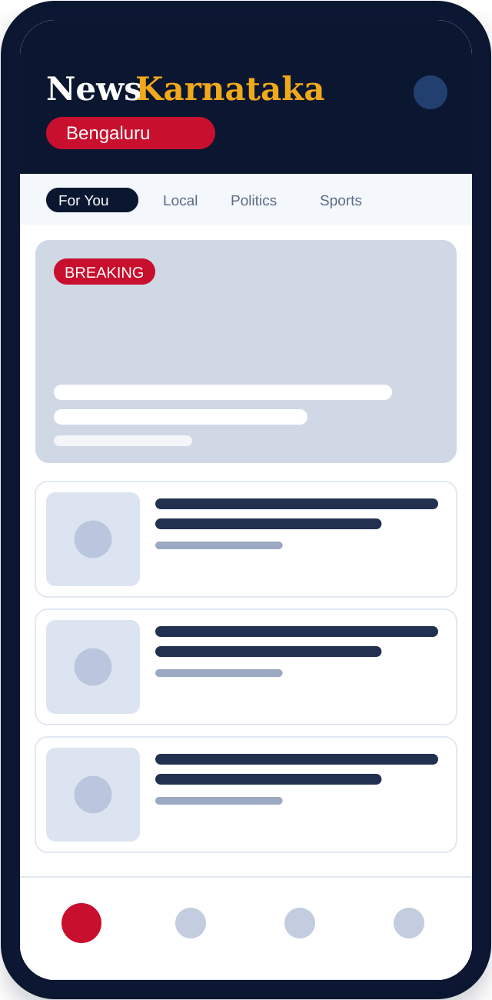 NewsKarnataka
Bengaluru
For You Local Politics Sports
BREAKING